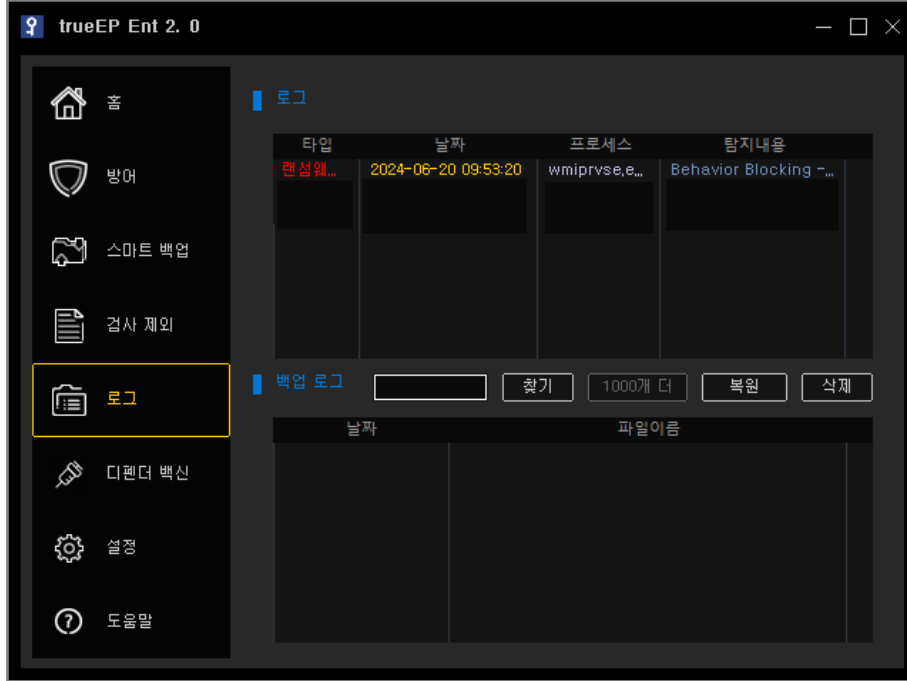 trueEP Ent 2. 0
홈
방어
스마트 백업
검사 제외
로그
디펜더 백신
설정
도움말
로그
타입 날짜 프로세스 탐지내용
랜섬웨... 2024-06-20 09:53:20 wmiprvse,e... Behavior Blocking -...
백업 로그 찾기 1000개 더 복원 삭제
날짜 파일이름